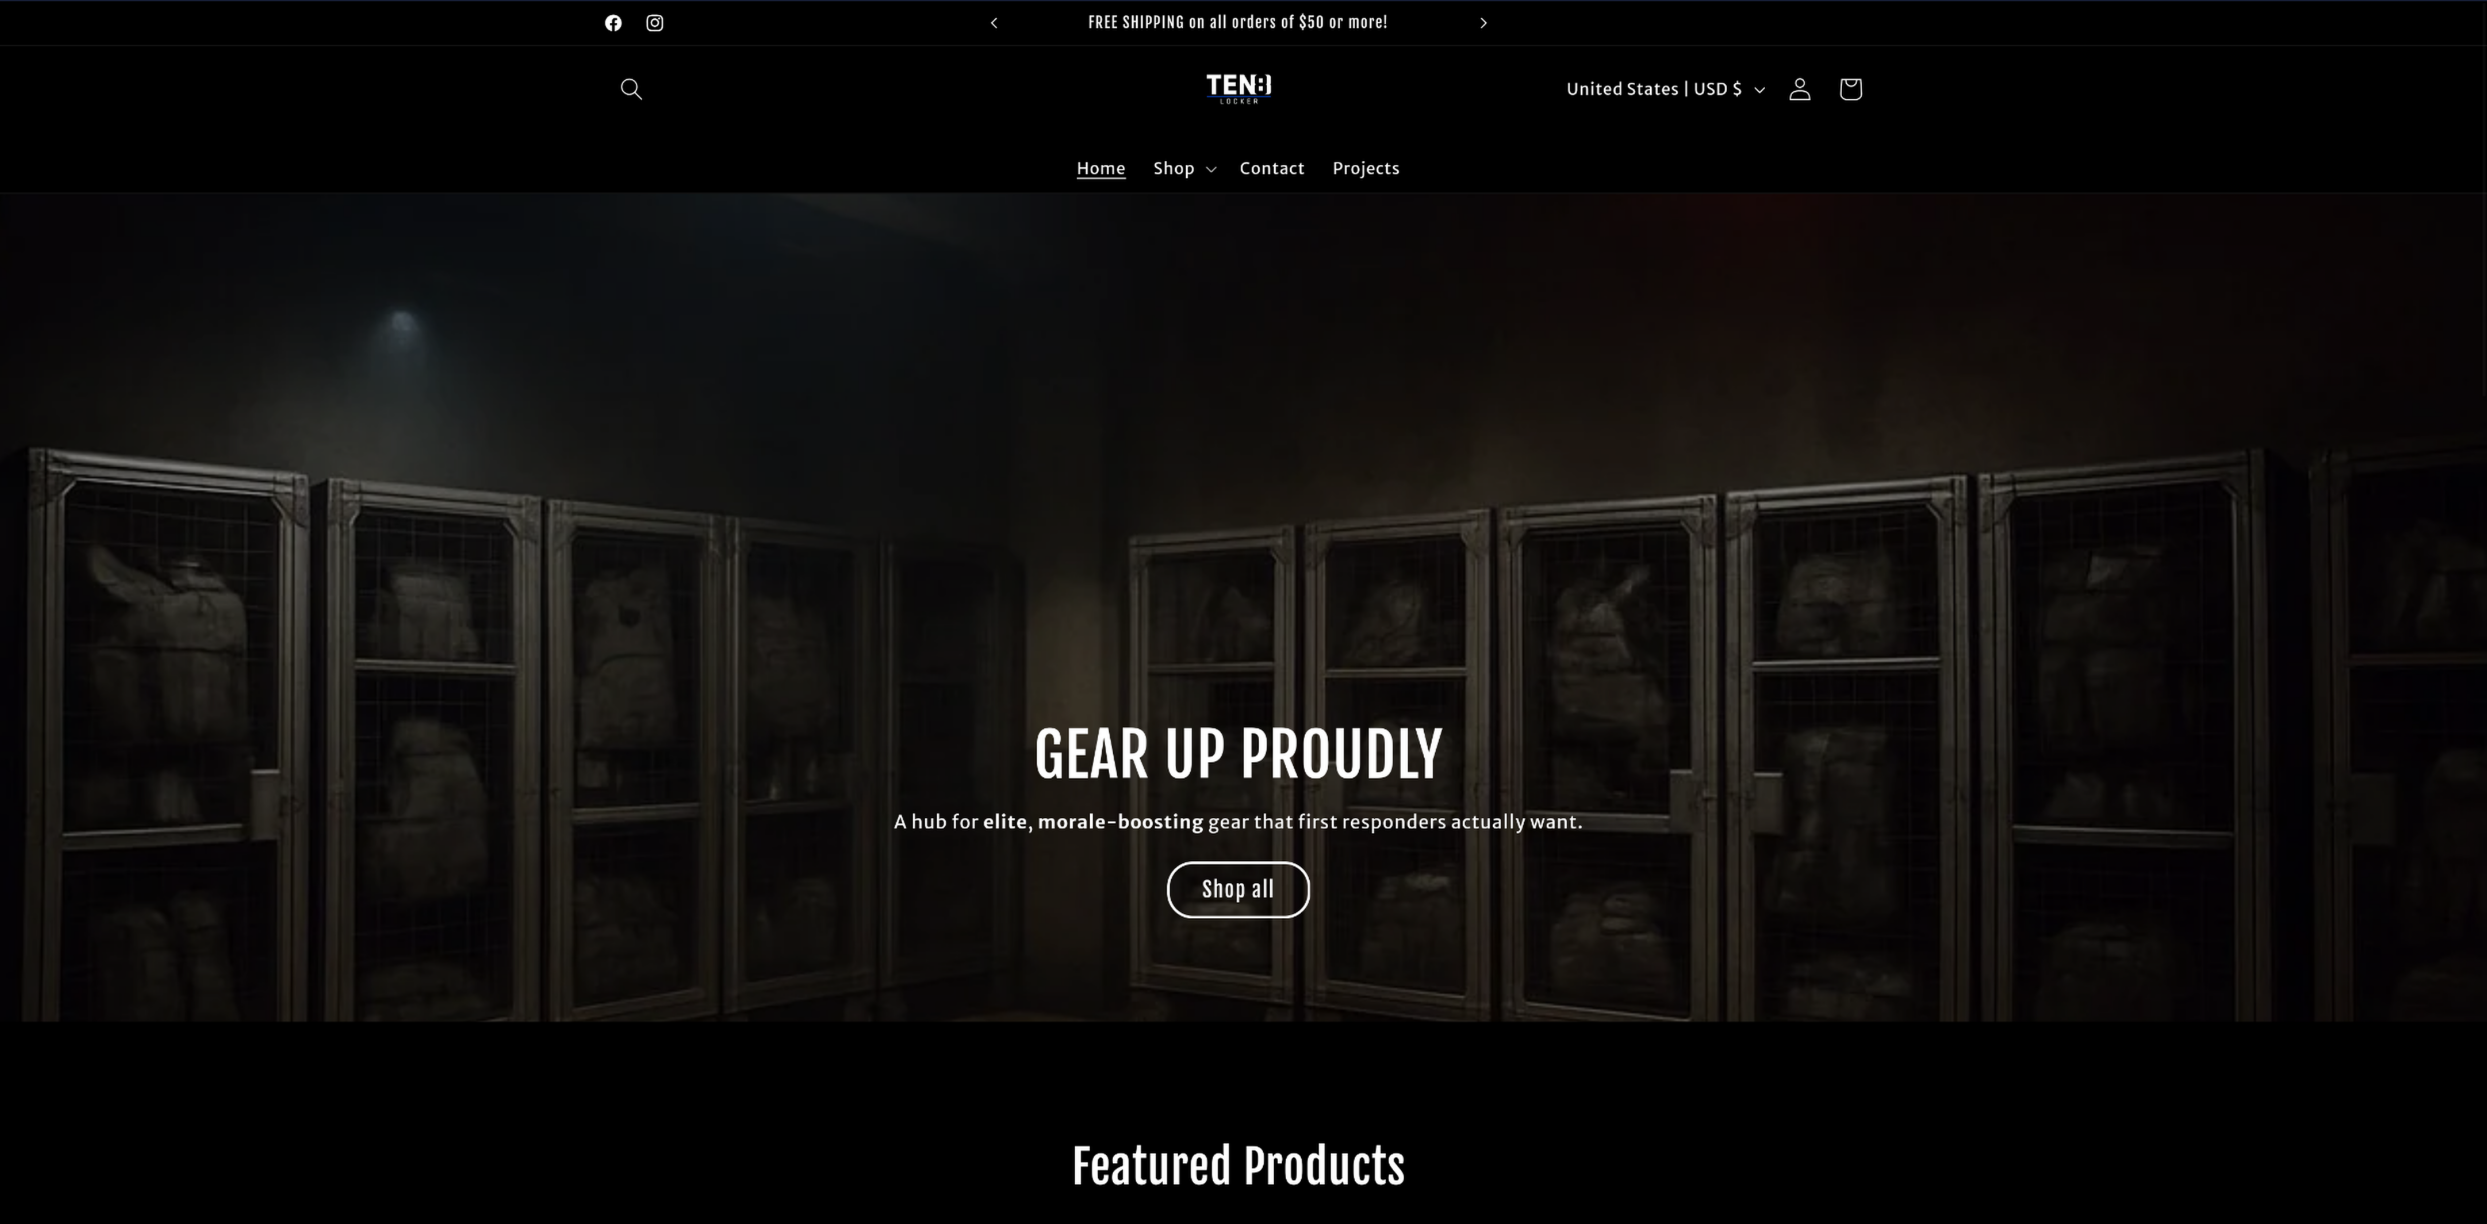 FREE SHIPPING on all orders of $50 or more!
TEN:8
LOCKER
United States | USD $
Home Shop Contact Projects
GEAR UP PROUDLY
A hub for elite, morale-boosting gear that first responders actually want.
Shop all
Featured Products